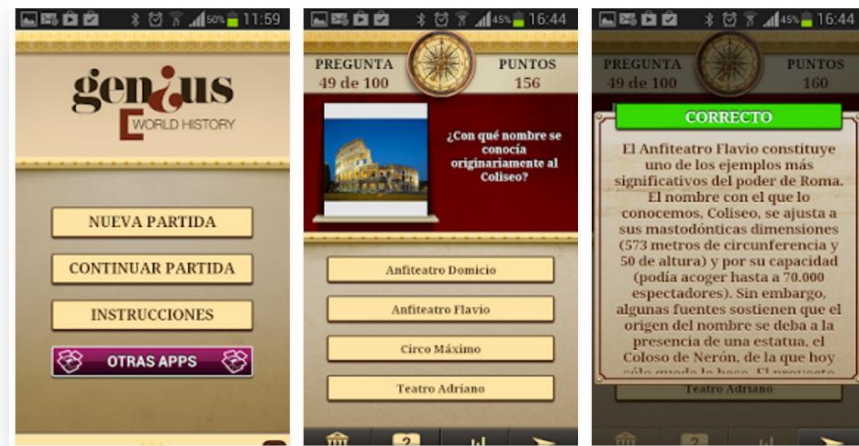 50% 11:59
genius
WORLD HISTORY
NUEVA PARTIDA
CONTINUAR PARTIDA
INSTRUCCIONES
OTRAS APPS
45% 16:44
PREGUNTA
49 de 100
PUNTOS
156
¿Con qué nombre se
conocía
originariamente al
Coliseo?
Anfiteatro Domicio
Anfiteatro Flavio
Circo Máximo
Teatro Adriano
2
45% 16:44
PREGUNTA
49 de 100
PUNTOS
160
CORRECTO
El Anfiteatro Flavio constituye
uno de los ejemplos más
significativos del poder de Roma.
El nombre con el que lo
conocemos, Coliseo, se ajusta a
sus mastodónticas dimensiones
(573 metros de circunferencia y
50 de altura) y por su capacidad
(podía acoger hasta a 70.000
espectadores). Sin embargo,
algunas fuentes sostienen que el
origen del nombre se deba a la
presencia de una estatua, el
Coloso de Nerón, de la que hoy
Teatro Adriano
2